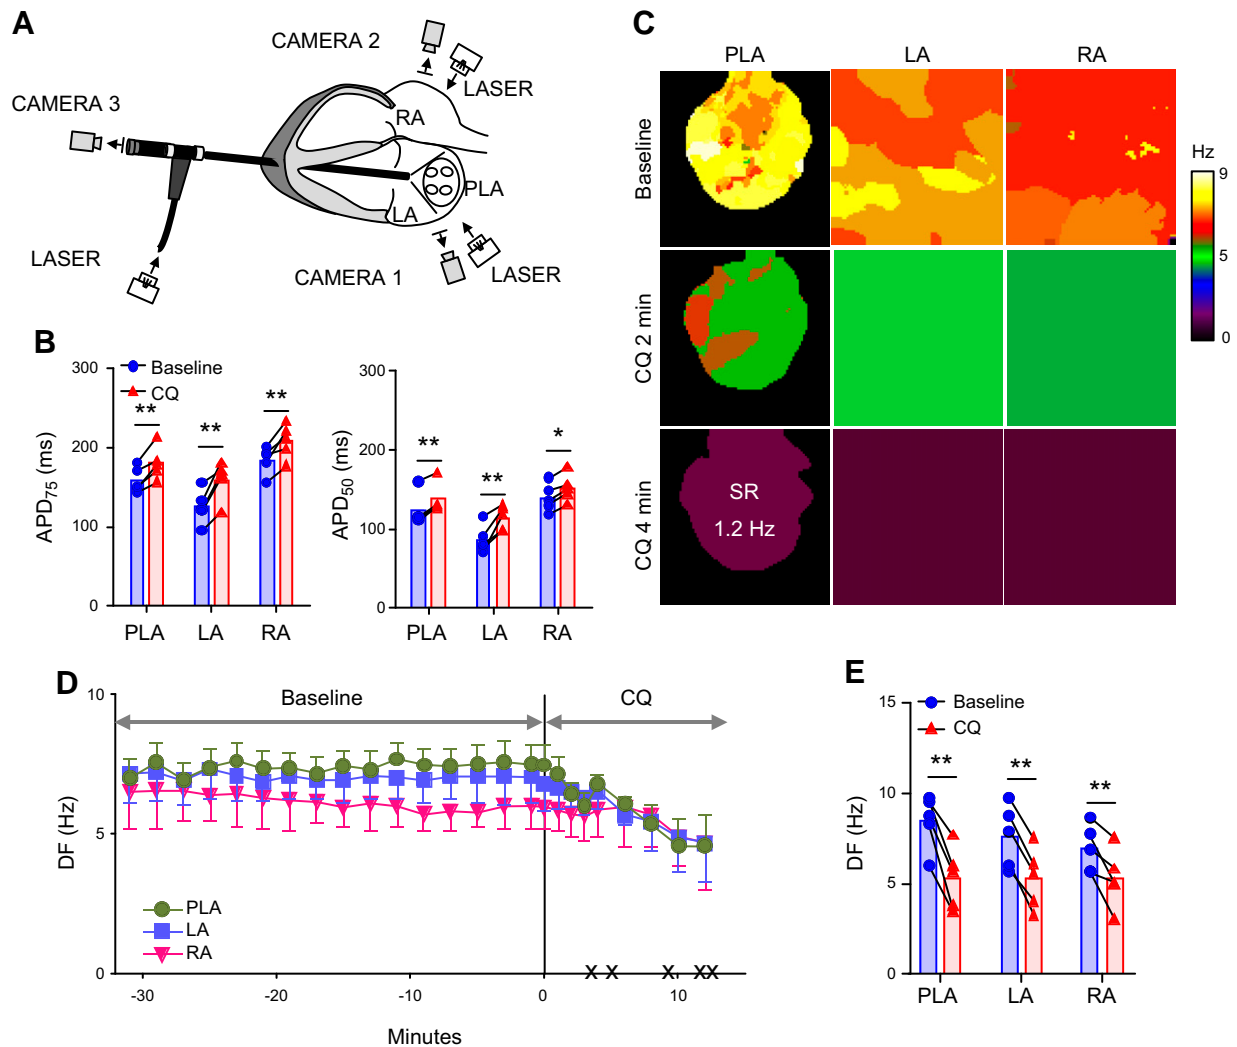 A
CAMERA 2
LASER
CAMERA 3
RA
PLA
LA
LASER
CAMERA 1
LASER
B
Baseline
CQ
300
200
100
0
APD75 (ms)
**
**
**
PLA
LA
RA
300
200
100
0
APD50 (ms)
**
**
*
PLA
LA
RA
C
PLA
LA
RA
Baseline
CQ 2 min
CQ 4 min
SR
1.2 Hz
Hz
9
5
0
D
Baseline
CQ
10
5
0
DF (Hz)
PLA
LA
RA
x x x x x
-30
-20
-10
0
10
Minutes
E
Baseline
CQ
15
10
5
0
DF (Hz)
**
**
**
PLA
LA
RA